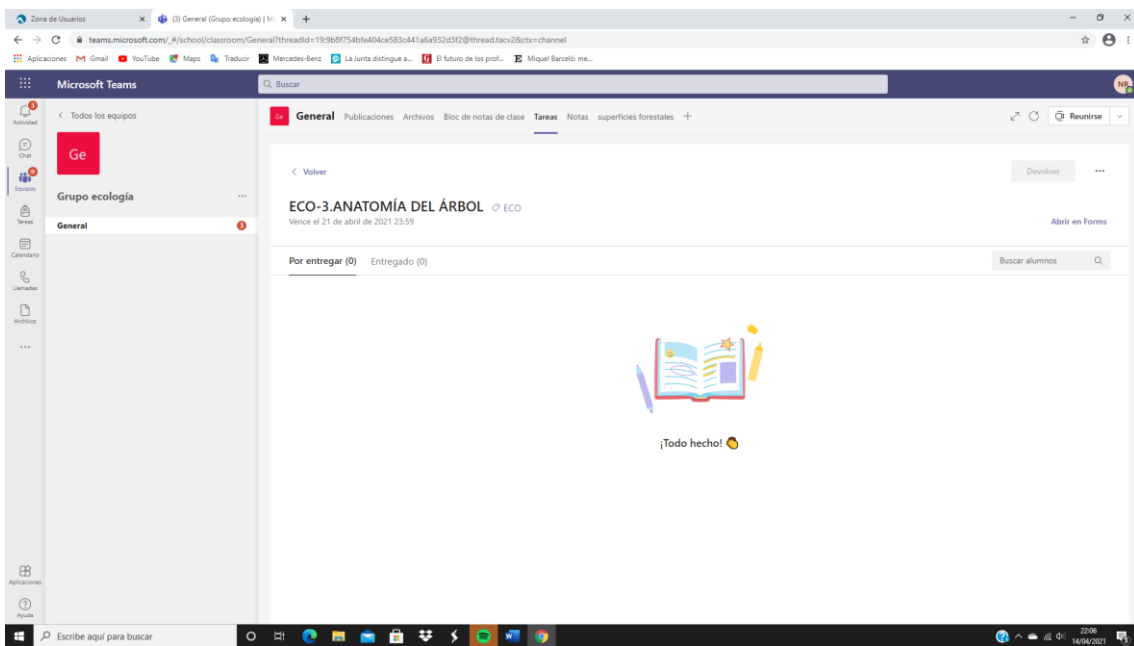 Zona de Usuarios
(3) General (Grupo ecología) | Mi
teams.microsoft.com/_#/school/classroom/General?threadId=19:9b8f754bfe404ce583c441a6a932d3f2@thread.tacv2&ctx=channel
Aplicaciones Gmail YouTube Maps Traducir Mercedes-Benz La Junta distingue a... El futuro de los prof... Miquel Barceló: me...
Microsoft Teams
Buscar
NR
3
Actividad
Chat
Equipos
Tareas
Calendario
Llamadas
Archivos
...
Aplicaciones
Ayuda
Todos los equipos
Ge
Grupo ecología ...
General 3
Ge General Publicaciones Archivos Bloc de notas de clase Tareas Notas superficies forestales +
Reunirse
< Volver
Devolver ...
ECO-3.ANATOMÍA DEL ÁRBOL ECO
Vence el 21 de abril de 2021 23:59
Abrir en Forms
Por entregar (0) Entregado (0)
Buscar alumnos
¡Todo hecho!
Escribe aquí para buscar
22:06
14/04/2021